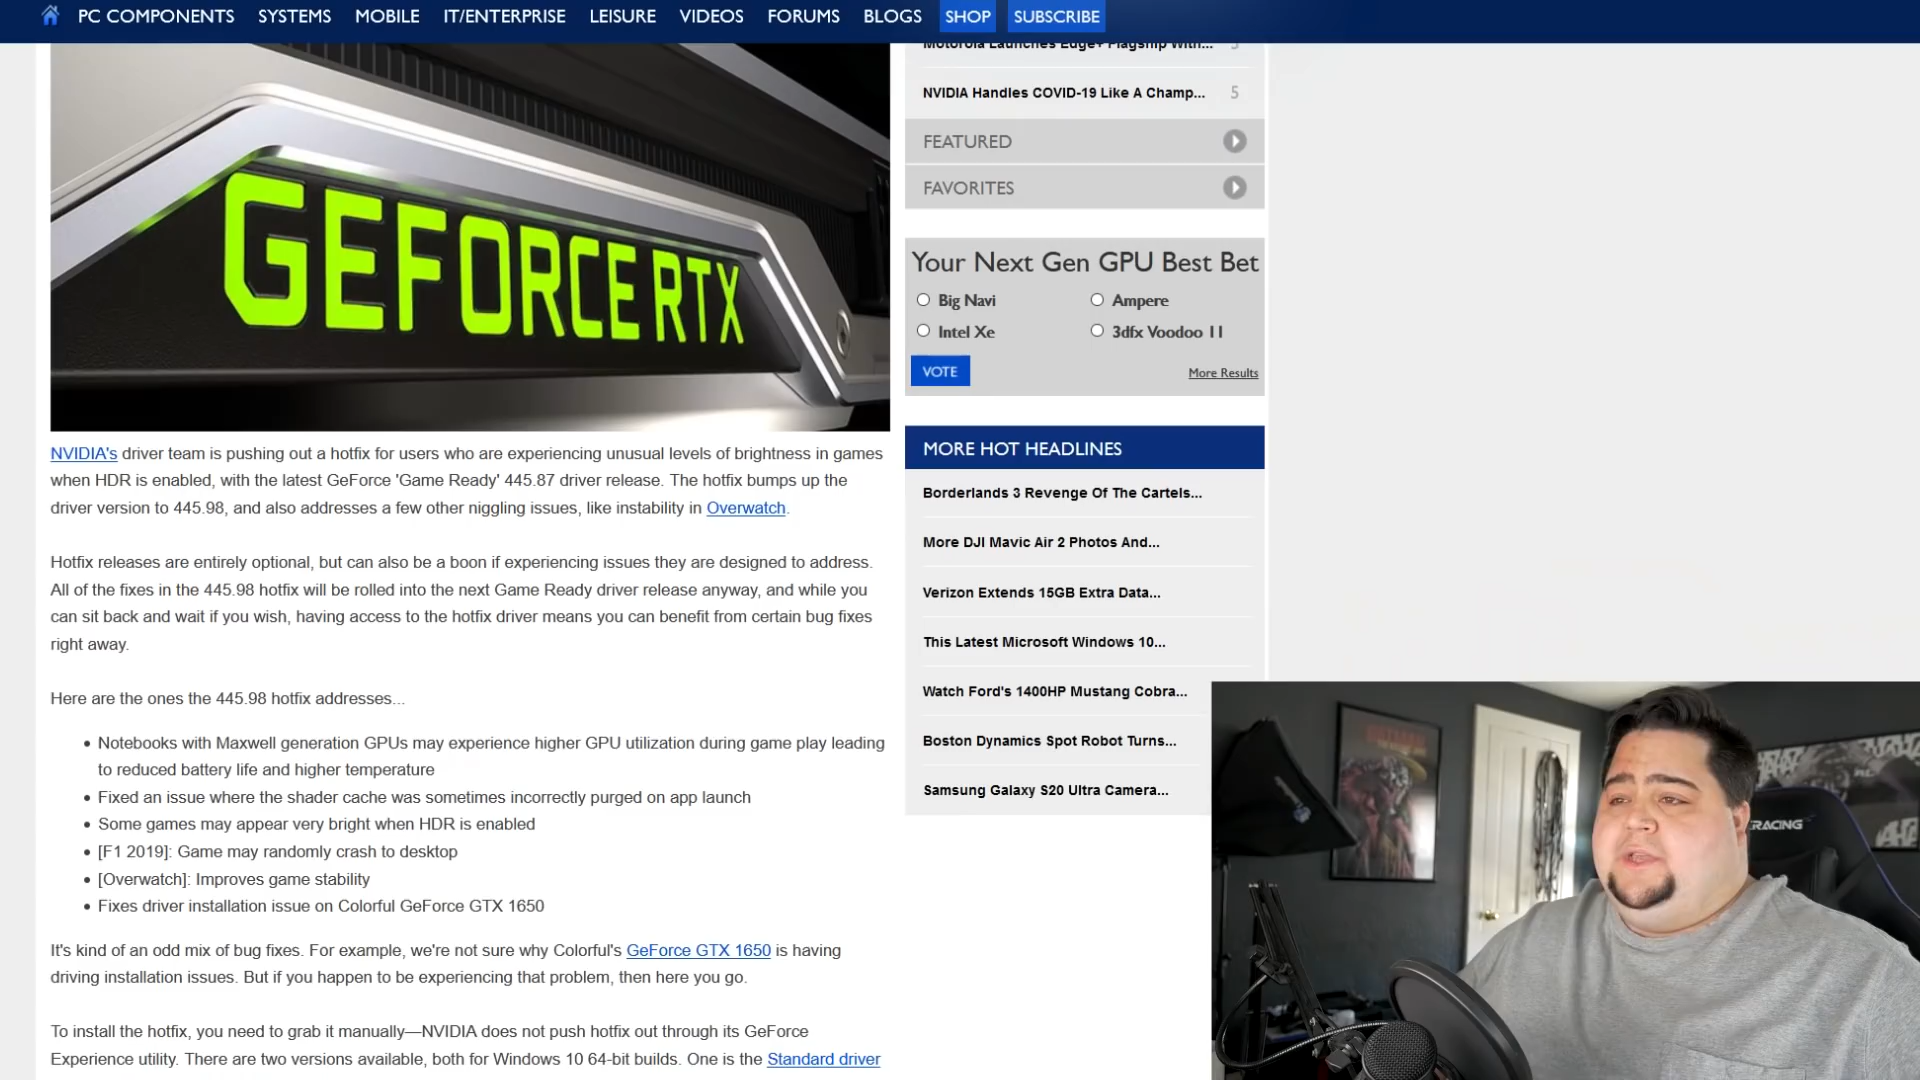 PC COMPONENTS SYSTEMS MOBILE IT/ENTERPRISE LEISURE VIDEOS FORUMS BLOGS SHOP SUBSCRIBE
GEFORCE RTX
NVIDIA's driver team is pushing out a hotfix for users who are experiencing unusual levels of brightness in games
when HDR is enabled, with the latest GeForce 'Game Ready' 445.87 driver release. The hotfix bumps up the
driver version to 445.98, and also addresses a few other niggling issues, like instability in Overwatch.
Hotfix releases are entirely optional, but can also be a boon if experiencing issues they are designed to address.
All of the fixes in the 445.98 hotfix will be rolled into the next Game Ready driver release anyway, and while you
can sit back and wait if you wish, having access to the hotfix driver means you can benefit from certain bug fixes
right away.
Here are the ones the 445.98 hotfix addresses...
• Notebooks with Maxwell generation GPUs may experience higher GPU utilization during game play leading
to reduced battery life and higher temperature
• Fixed an issue where the shader cache was sometimes incorrectly purged on app launch
• Some games may appear very bright when HDR is enabled
• [F1 2019]: Game may randomly crash to desktop
• [Overwatch]: Improves game stability
• Fixes driver installation issue on Colorful GeForce GTX 1650
It's kind of an odd mix of bug fixes. For example, we're not sure why Colorful's GeForce GTX 1650 is having
driving installation issues. But if you happen to be experiencing that problem, then here you go.
To install the hotfix, you need to grab it manually—NVIDIA does not push hotfix out through its GeForce
Experience utility. There are two versions available, both for Windows 10 64-bit builds. One is the Standard driver
Motorola Launches Edge+ Flagship With... 5
NVIDIA Handles COVID-19 Like A Champ... 5
FEATURED
FAVORITES
Your Next Gen GPU Best Bet
Big Navi Ampere
Intel Xe 3dfx Voodoo 11
VOTE More Results
MORE HOT HEADLINES
Borderlands 3 Revenge Of The Cartels...
More DJI Mavic Air 2 Photos And...
Verizon Extends 15GB Extra Data...
This Latest Microsoft Windows 10...
Watch Ford's 1400HP Mustang Cobra...
Boston Dynamics Spot Robot Turns...
Samsung Galaxy S20 Ultra Camera...
RACING